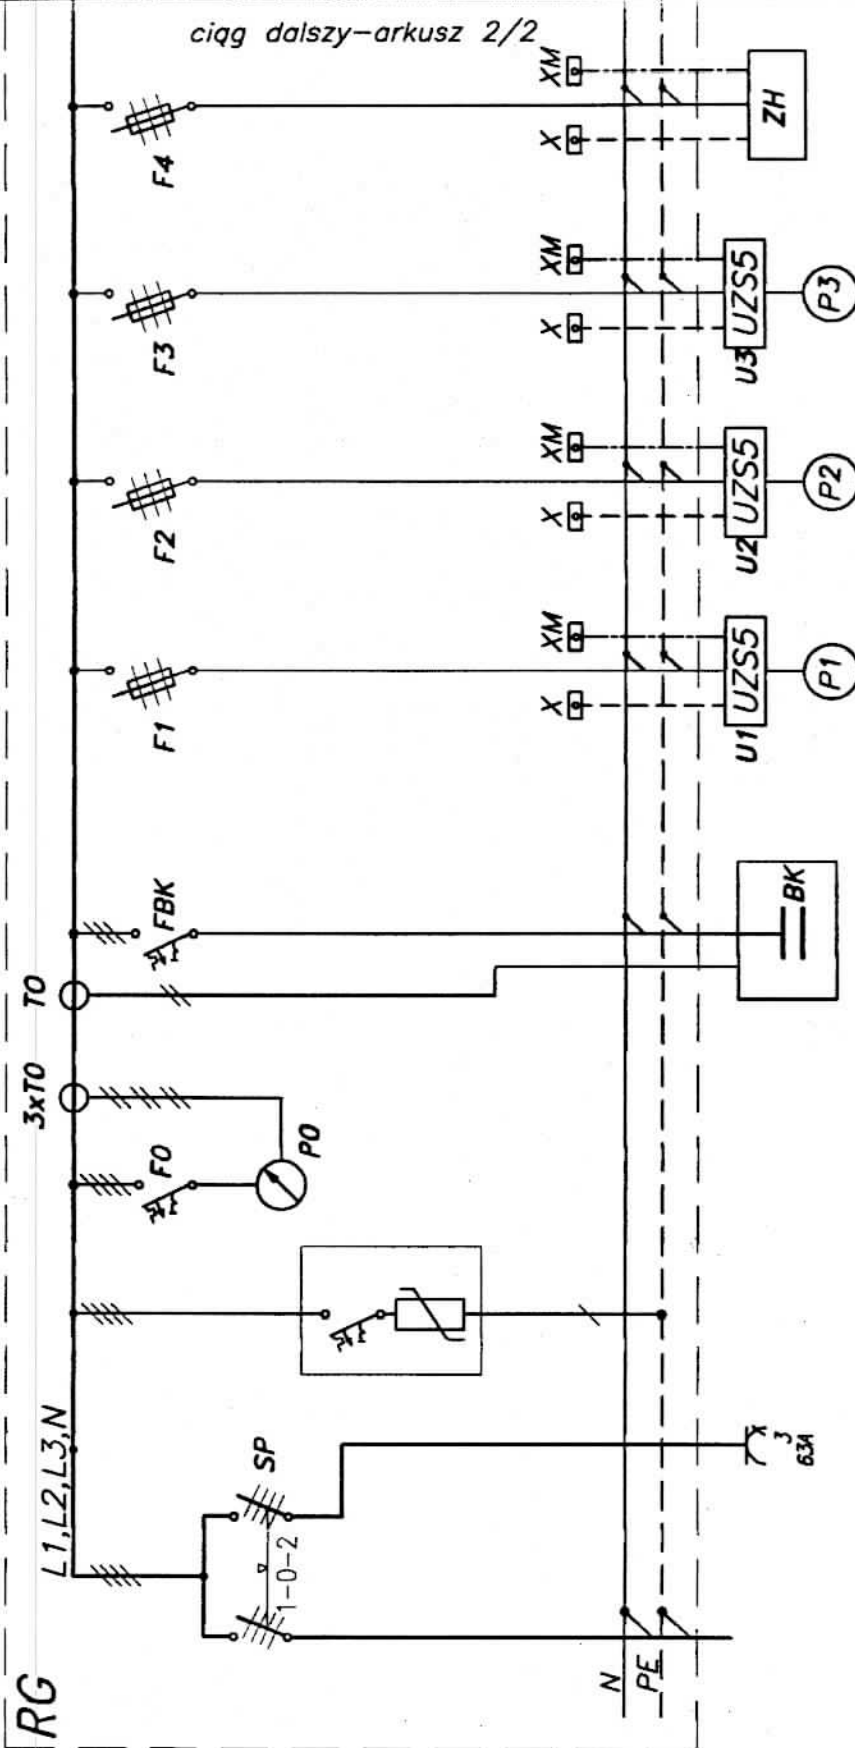 RG
L1,L2,L3,N
SP
1-0-2
3
63A
N
PE
3xTO
TO
FO
PO
FBK
BK
F1
X
XM
U1
UZS5
P1
F2
X
XM
U2
UZS5
P2
F3
X
XM
U3
UZS5
P3
F4
X
XM
ZH
ciąg dalszy-arkusz 2/2